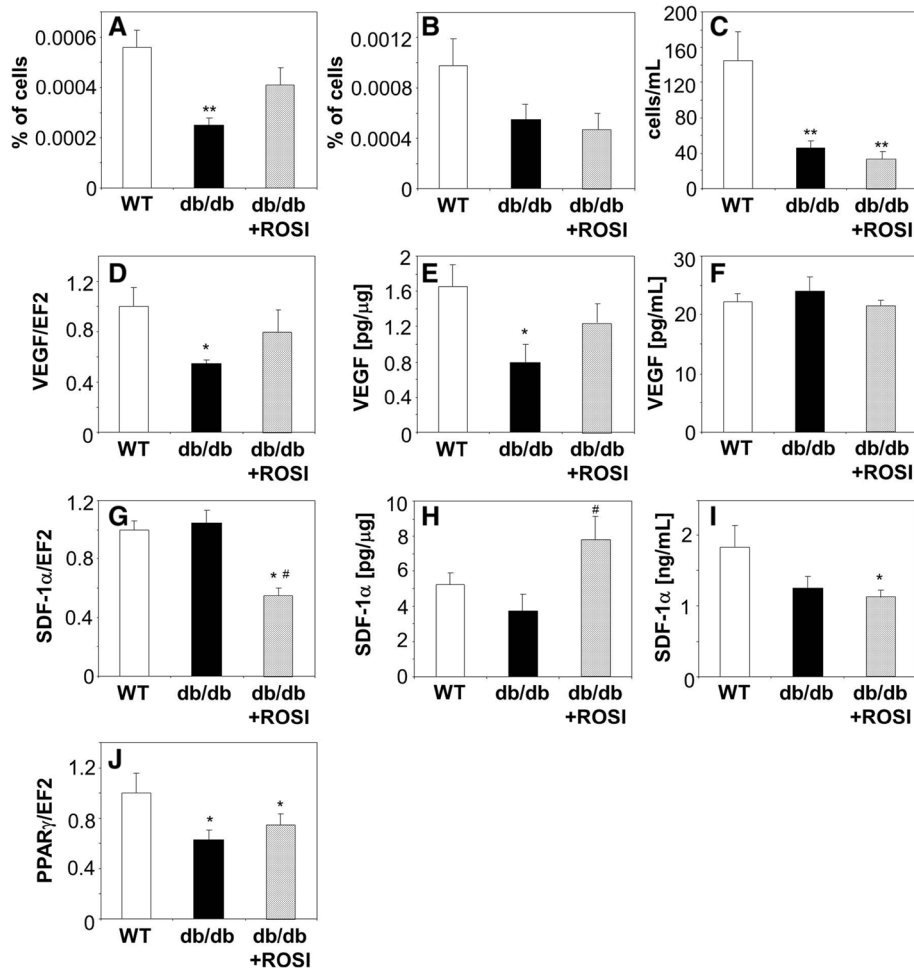 A
% of cells
0.0006
0.0004
0.0002
0
**
WT
db/db
db/db
+ROSI
B
% of cells
0.0012
0.0008
0.0004
0
WT
db/db
db/db
+ROSI
C
cells/mL
200
160
120
80
40
0
**
**
WT
db/db
db/db
+ROSI
D
VEGF/EF2
1.2
0.8
0.4
0
*
WT
db/db
db/db
+ROSI
E
VEGF [pg/µg]
2
1.6
1.2
0.8
0.4
0
*
WT
db/db
db/db
+ROSI
F
VEGF [pg/mL]
30
20
10
0
WT
db/db
db/db
+ROSI
G
SDF-1α/EF2
1.2
0.8
0.4
0
* #
WT
db/db
db/db
+ROSI
H
SDF-1α [pg/µg]
10
8
6
4
2
0
#
WT
db/db
db/db
+ROSI
I
SDF-1α [ng/mL]
2
1
0
*
WT
db/db
db/db
+ROSI
J
PPARγ/EF2
1.2
0.8
0.4
0
*
*
WT
db/db
db/db
+ROSI